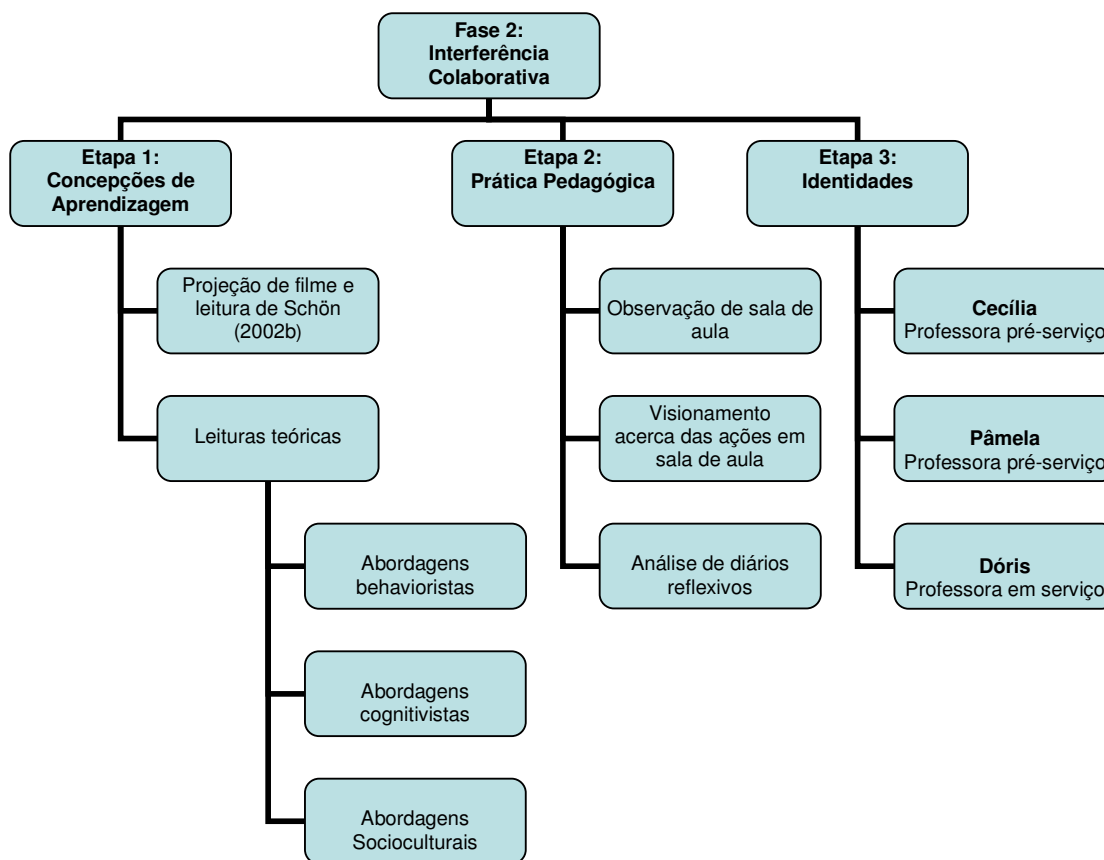 Fase 2:
Interferência
Colaborativa
Etapa 1:
Concepções de
Aprendizagem
Projeção de filme e
leitura de Schön
(2002b)
Leituras teóricas
Abordagens
behavioristas
Abordagens
cognitivistas
Abordagens
Socioculturais
Etapa 2:
Prática Pedagógica
Observação de sala de
aula
Visionamento
acerca das ações em
sala de aula
Análise de diários
reflexivos
Etapa 3:
Identidades
Cecília
Professora pré-serviço
Pâmela
Professora pré-serviço
Dóris
Professora em serviço